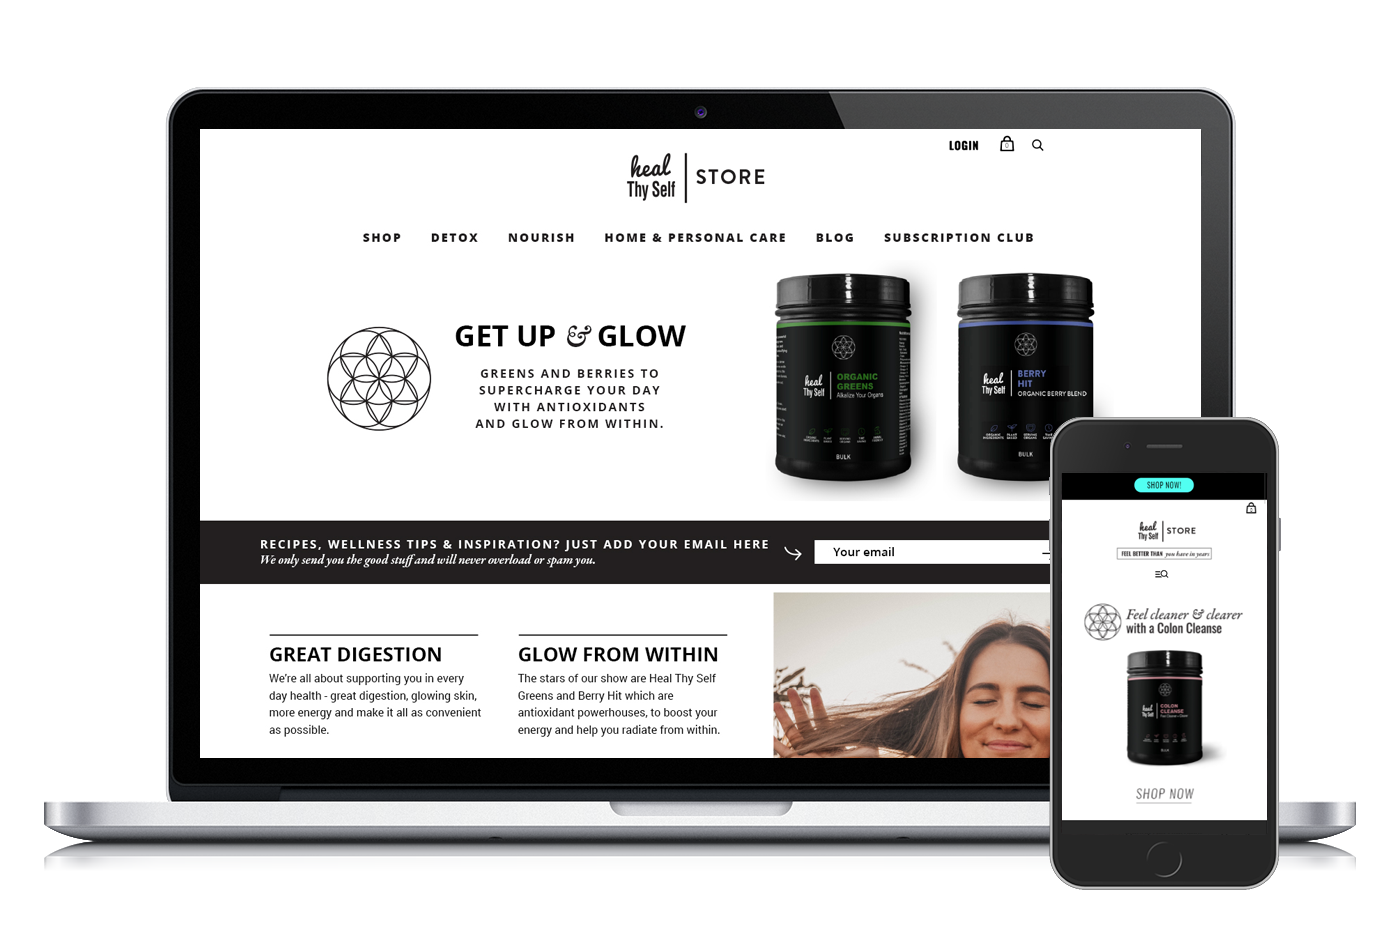 LOGIN
0
heal
Thy Self
STORE
SHOP DETOX NOURISH HOME & PERSONAL CARE BLOG SUBSCRIPTION CLUB
GET UP & GLOW
GREENS AND BERRIES TO
SUPERCHARGE YOUR DAY
WITH ANTIOXIDANTS
AND GLOW FROM WITHIN.
heal
Thy Self
ORGANIC
GREENS
Alkalize Your Organs
BULK
heal
Thy Self
BERRY
HIT
ORGANIC BERRY BLEND
BULK
RECIPES, WELLNESS TIPS & INSPIRATION? JUST ADD YOUR EMAIL HERE
We only send you the good stuff and will never overload or spam you.
Your email
GREAT DIGESTION
We're all about supporting you in every
day health - great digestion, glowing skin,
more energy and make it all as convenient
as possible.
GLOW FROM WITHIN
The stars of our show are Heal Thy Self
Greens and Berry Hit which are
antioxidant powerhouses, to boost your
energy and help you radiate from within.
SHOP NOW!
heal
Thy Self
STORE
FEEL BETTER THAN you have in years
Feel cleaner & clearer
with a Colon Cleanse
heal
Thy Self
COLON
CLEANSE
BULK
SHOP NOW